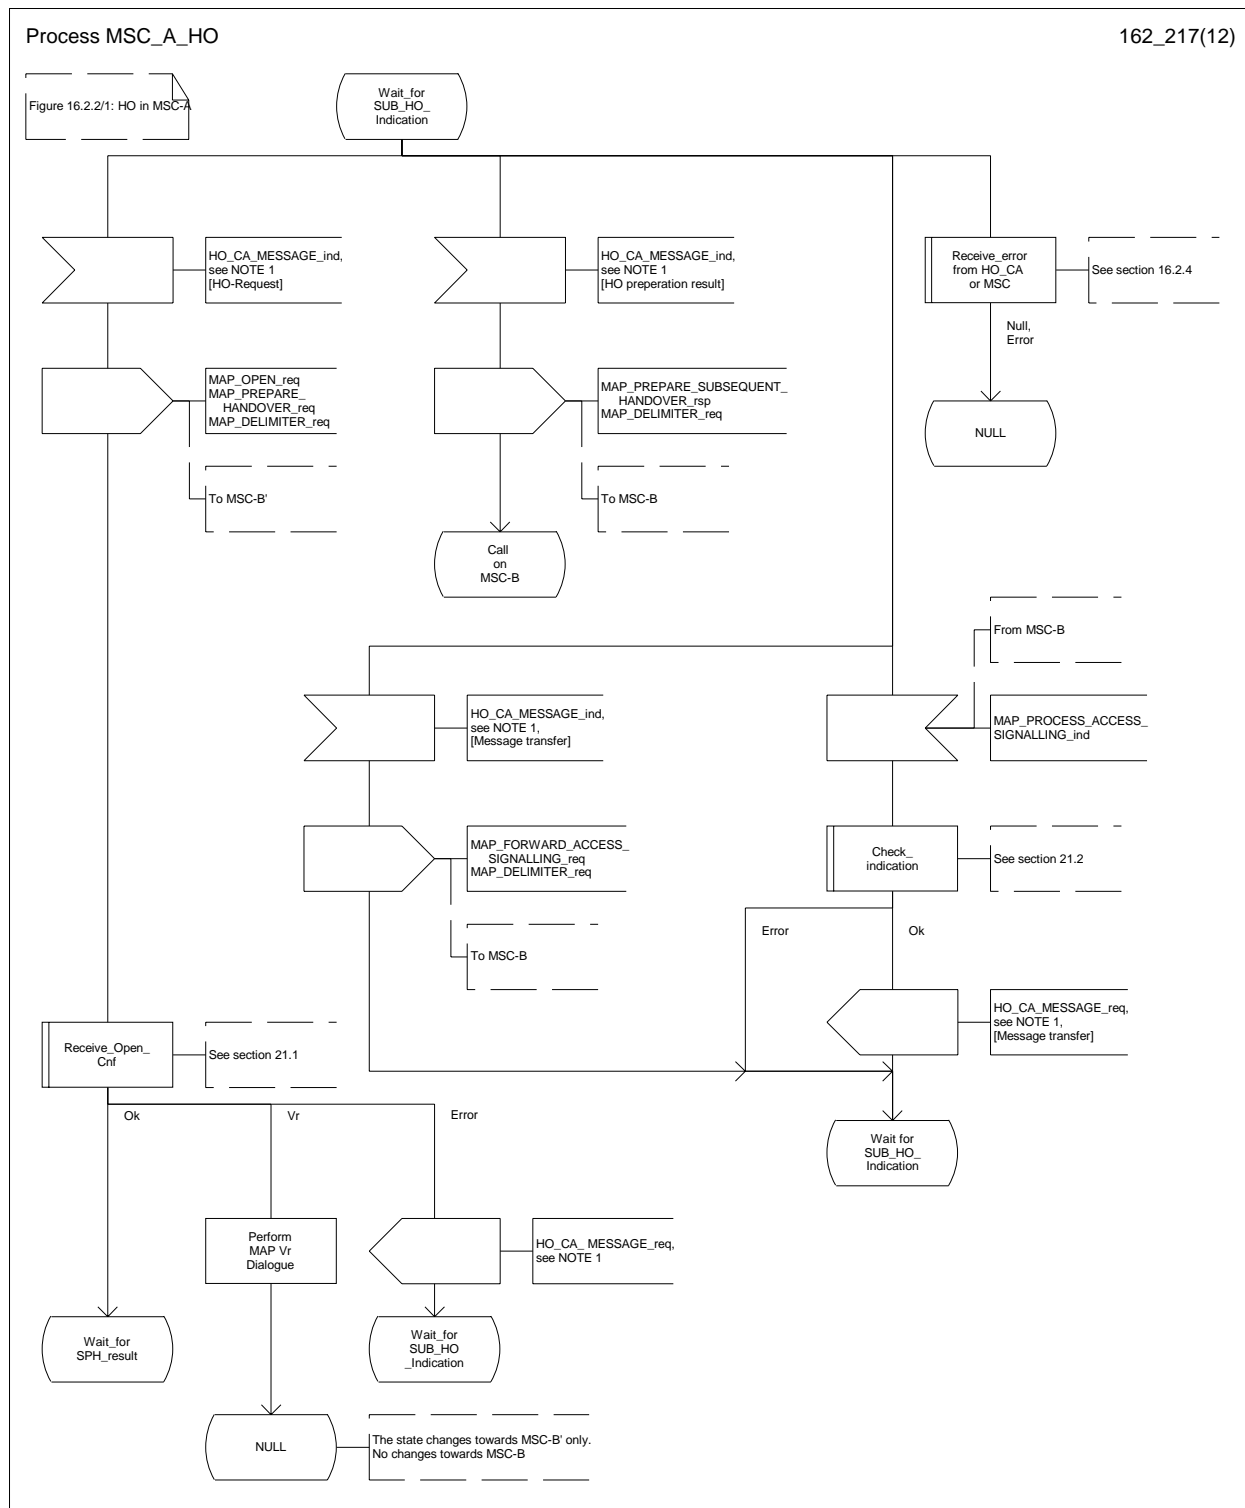 Process MSC_A_HO
162_217(12)
Figure 16.2.2/1: HO in MSC-A
Wait_for
SUB_HO_
Indication
HO_CA_MESSAGE_ind,
see NOTE 1
[HO-Request]
HO_CA_MESSAGE_ind,
see NOTE 1
[HO preperation result]
Receive_error
from HO_CA
or MSC
See section 16.2.4
Null,
Error
MAP_OPEN_req
MAP_PREPARE_
HANDOVER_req
MAP_DELIMITER_req
MAP_PREPARE_SUBSEQUENT_
HANDOVER_rsp
MAP_DELIMITER_req
NULL
To MSC-B'
To MSC-B
Call
on
MSC-B
From MSC-B
HO_CA_MESSAGE_ind,
see NOTE 1,
[Message transfer]
MAP_PROCESS_ACCESS_
SIGNALLING_ind
MAP_FORWARD_ACCESS_
SIGNALLING_req
MAP_DELIMITER_req
Check_
indication
See section 21.2
Error
Ok
To MSC-B
HO_CA_MESSAGE_req,
see NOTE 1,
[Message transfer]
Receive_Open_
Cnf
See section 21.1
Ok
Vr
Error
Wait for
SUB_HO_
Indication
Perform
MAP Vr
Dialogue
HO_CA_ MESSAGE_req,
see NOTE 1
Wait_for
SPH_result
Wait_for
SUB_HO
_Indication
NULL
The state changes towards MSC-B' only.
No changes towards MSC-B